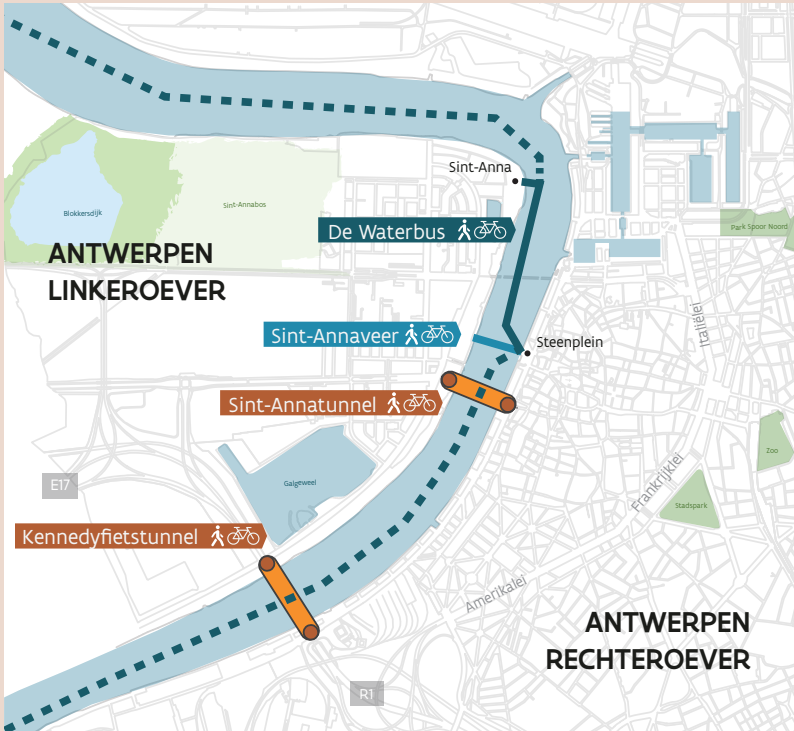 Sint-Anna
Blokkersdijk
Sint-Annabos
De Waterbus
Park Spoor Noord
ANTWERPEN
LINKEROEVER
Italiëlei
Sint-Annaveer
Steenplein
Sint-Annatunnel
Zoo
Frankrijklei
E17
Galgeweel
Stadspark
Kennedyfietstunnel
Amerikalei
ANTWERPEN
RECHTEROEVER
R1